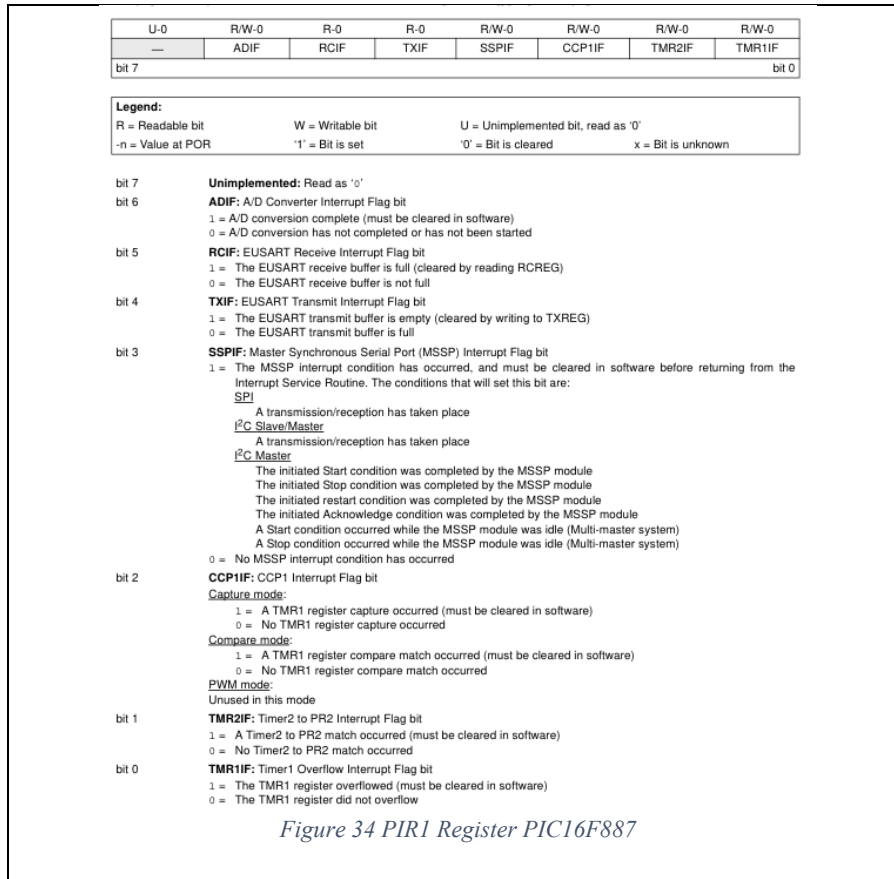 U-0 R/W-0 R-0 R-0 R/W-0 R/W-0 R/W-0 R/W-0
— ADIF RCIF TXIF SSPIF CCP1IF TMR2IF TMR1IF
bit 7 bit 0
Legend:
R = Readable bit W = Writable bit U = Unimplemented bit, read as ‘0’
-n = Value at POR ‘1’ = Bit is set ‘0’ = Bit is cleared x = Bit is unknown
bit 7 Unimplemented: Read as ‘0’
bit 6 ADIF: A/D Converter Interrupt Flag bit
1 = A/D conversion complete (must be cleared in software)
0 = A/D conversion has not completed or has not been started
bit 5 RCIF: EUSART Receive Interrupt Flag bit
1 = The EUSART receive buffer is full (cleared by reading RCREG)
0 = The EUSART receive buffer is not full
bit 4 TXIF: EUSART Transmit Interrupt Flag bit
1 = The EUSART transmit buffer is empty (cleared by writing to TXREG)
0 = The EUSART transmit buffer is full
bit 3 SSPIF: Master Synchronous Serial Port (MSSP) Interrupt Flag bit
1 = The MSSP interrupt condition has occurred, and must be cleared in software before returning from the
Interrupt Service Routine. The conditions that will set this bit are:
SPI
A transmission/reception has taken place
I²C Slave/Master
A transmission/reception has taken place
I²C Master
The initiated Start condition was completed by the MSSP module
The initiated Stop condition was completed by the MSSP module
The initiated restart condition was completed by the MSSP module
The initiated Acknowledge condition was completed by the MSSP module
A Start condition occurred while the MSSP module was idle (Multi-master system)
A Stop condition occurred while the MSSP module was idle (Multi-master system)
0 = No MSSP interrupt condition has occurred
bit 2 CCP1IF: CCP1 Interrupt Flag bit
Capture mode:
1 = A TMR1 register capture occurred (must be cleared in software)
0 = No TMR1 register capture occurred
Compare mode:
1 = A TMR1 register compare match occurred (must be cleared in software)
0 = No TMR1 register compare match occurred
PWM mode:
Unused in this mode
bit 1 TMR2IF: Timer2 to PR2 Interrupt Flag bit
1 = A Timer2 to PR2 match occurred (must be cleared in software)
0 = No Timer2 to PR2 match occurred
bit 0 TMR1IF: Timer1 Overflow Interrupt Flag bit
1 = The TMR1 register overflowed (must be cleared in software)
0 = The TMR1 register did not overflow
Figure 34 PIR1 Register PIC16F887